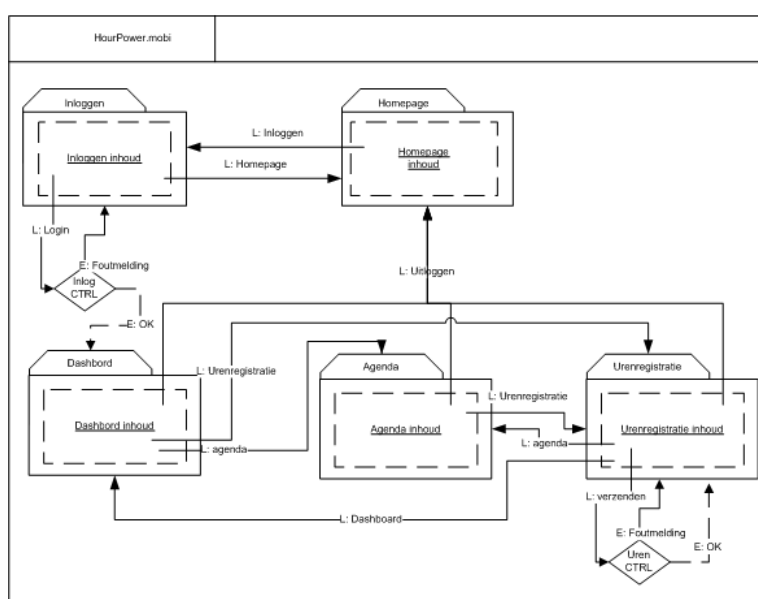 HourPower.mobi
Inloggen
Homepage
L: Inloggen
Inloggen inhoud
Homepage
inhoud
L: Homepage
L: Login
E: Foutmelding
L: Uitloggen
Inlog
CTRL
E: OK
Dashbord
Agenda
Urenregistratie
L: Urenregistratie
L: Urenregistratie
Dashbord inhoud
Agenda inhoud
Urenregistratie inhoud
L: agenda
L: agenda
L: verzenden
L: Dashboard
E: Foutmelding
E: OK
Uren
CTRL